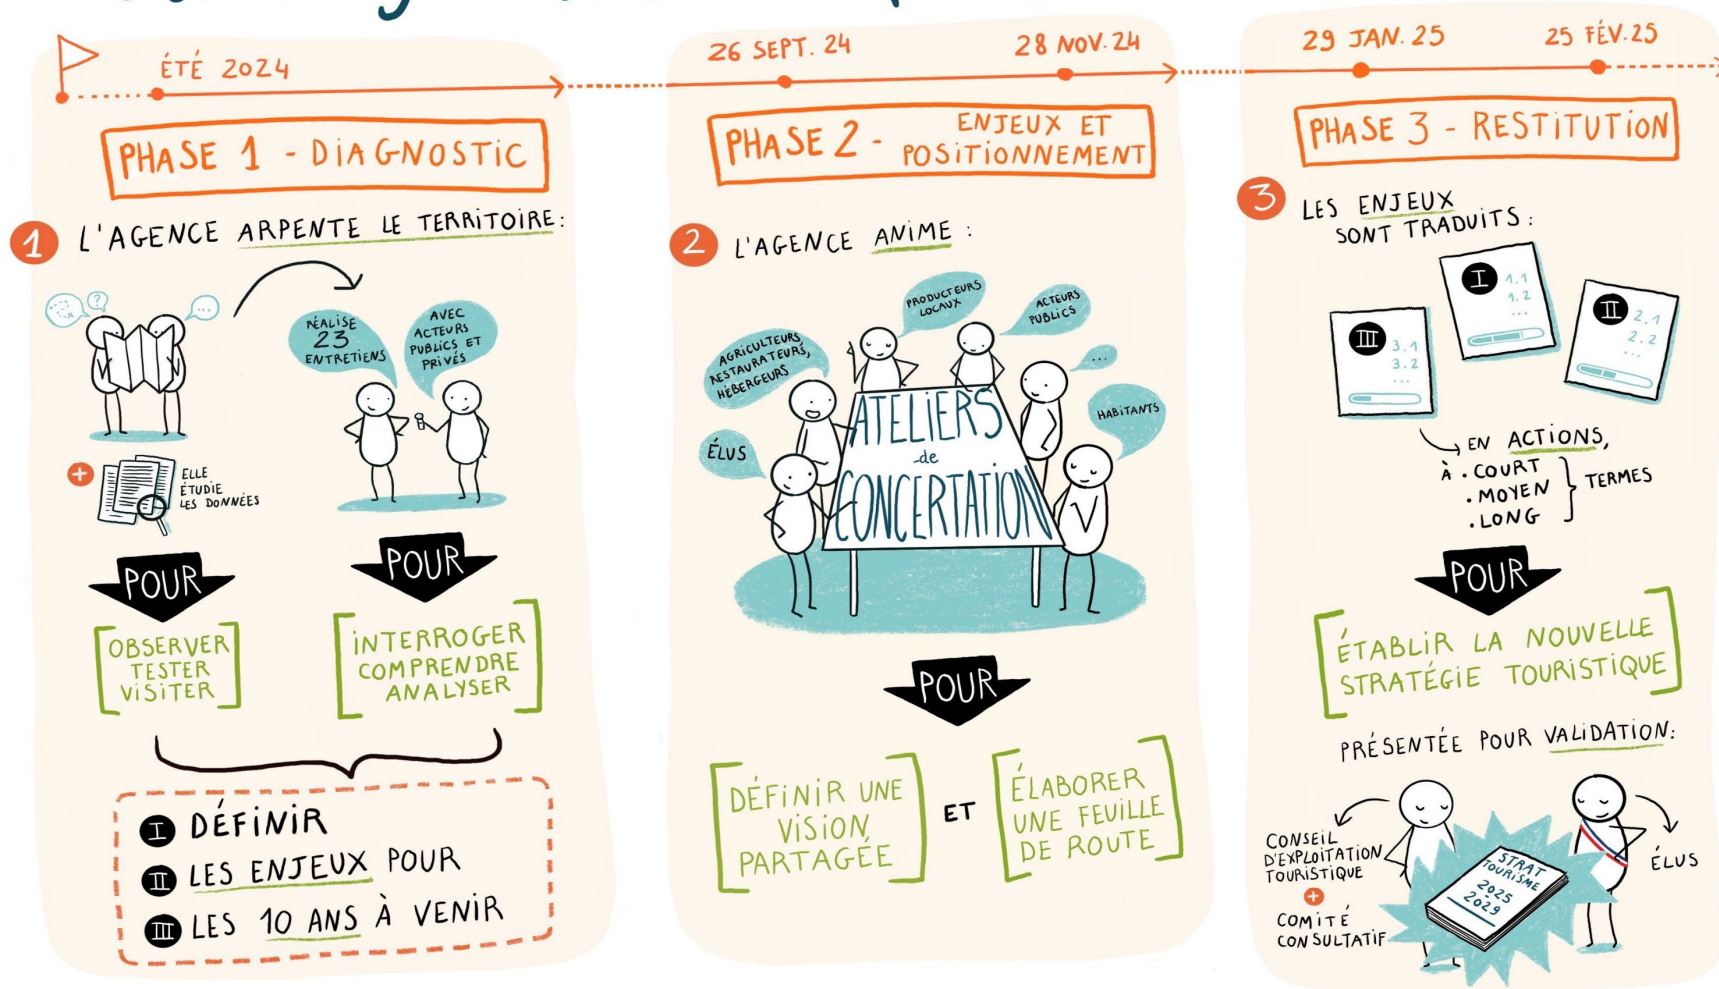 ÉTÉ 2024
PHASE 1 - DIAGNOSTIC
1
L'AGENCE ARPENTE LE TERRITOIRE:
?
...
RÉALISE
23
ENTRETIENS
AVEC
ACTEURS
PUBLICS ET
PRIVÉS
+
ELLE
ÉTUDIE
LES DONNÉES
POUR
OBSERVER
TESTER
VISITER
POUR
INTERROGER
COMPRENDRE
ANALYSER
I DÉFINIR
II LES ENJEUX POUR
III LES 10 ANS À VENIR
26 SEPT. 24
28 NOV. 24
PHASE 2 - ENJEUX ET
POSITIONNEMENT
2
L'AGENCE ANIME :
PRODUCTEURS
LOCAUX
ACTEURS
PUBLICS
AGRICULTEURS,
RESTAURATEURS,
HÉBERGEURS
...
HABITANTS
ÉLUS
ATELIERS
de
CONCERTATION
POUR
DÉFINIR UNE
VISION
PARTAGÉE
ET
ÉLABORER
UNE FEUILLE
DE ROUTE
29 JAN. 25
25 FÉV. 25
PHASE 3 - RESTITUTION
3
LES ENJEUX
SONT TRADUITS :
I
1.1
1.2
...
II
2.1
2.2
...
III
3.1
3.2
...
EN ACTIONS,
À . COURT
. MOYEN
. LONG
TERMES
POUR
ÉTABLIR LA NOUVELLE
STRATÉGIE TOURISTIQUE
PRÉSENTÉE POUR VALIDATION:
CONSEIL
D'EXPLOITATION
TOURISTIQUE
+
COMITÉ
CONSULTATIF
STRAT
TOURISME
2025
-
2029
ÉLUS